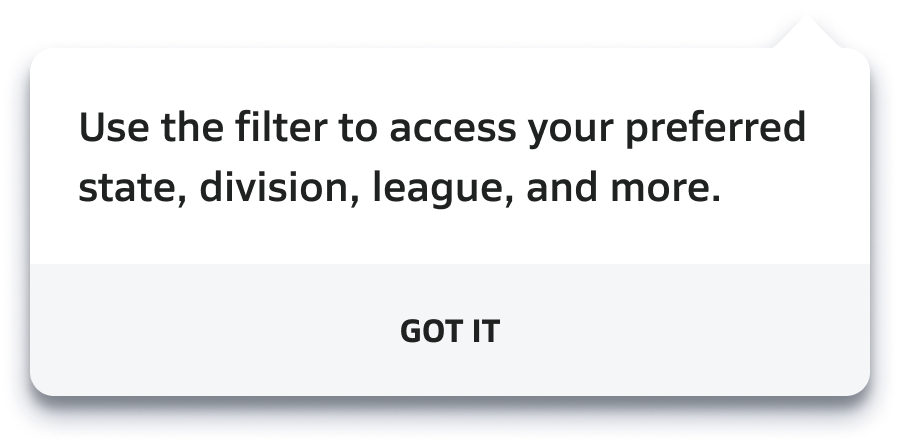 Use the filter to access your preferred
state, division, league, and more.
GOT IT